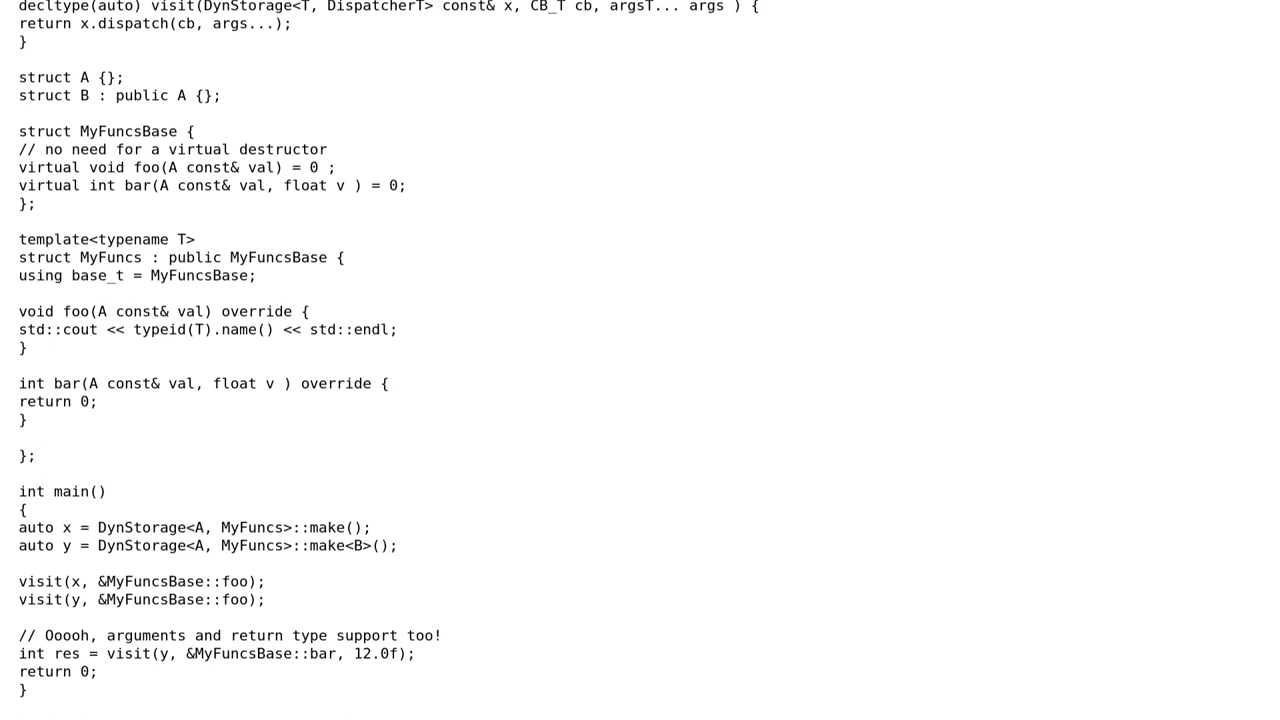 decltype(auto) visit(DynStorage<T, DispatcherT> const& x, CB_T cb, argsT... args ) {
return x.dispatch(cb, args...);
}
struct A {};
struct B : public A {};
struct MyFuncsBase {
// no need for a virtual destructor
virtual void foo(A const& val) = 0 ;
virtual int bar(A const& val, float v ) = 0;
};
template<typename T>
struct MyFuncs : public MyFuncsBase {
using base_t = MyFuncsBase;
void foo(A const& val) override {
std::cout << typeid(T).name() << std::endl;
}
int bar(A const& val, float v ) override {
return 0;
}
};
int main()
{
auto x = DynStorage<A, MyFuncs>::make();
auto y = DynStorage<A, MyFuncs>::make<B>();
visit(x, &MyFuncsBase::foo);
visit(y, &MyFuncsBase::foo);
// Ooooh, arguments and return type support too!
int res = visit(y, &MyFuncsBase::bar, 12.0f);
return 0;
}